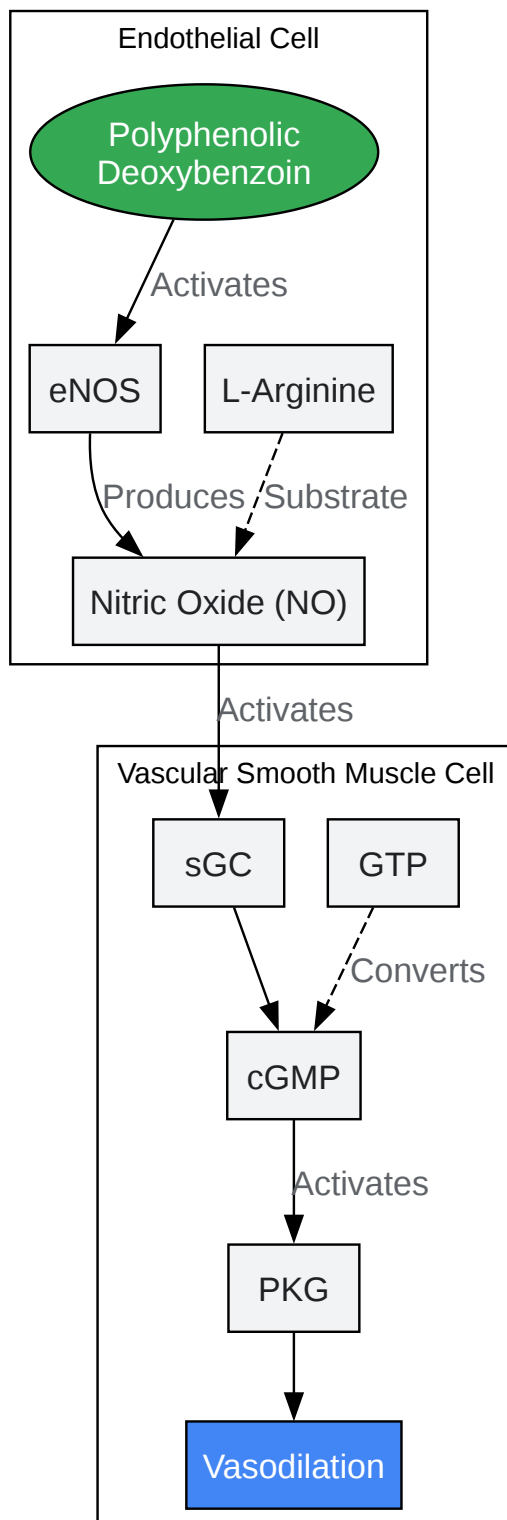 Endothelial Cell
Polyphenolic
Deoxybenzoin
Activates
eNOS
L-Arginine
Produces
Substrate
Nitric Oxide (NO)
Activates
Vascular Smooth Muscle Cell
sGC
GTP
Converts
cGMP
Activates
PKG
Vasodilation